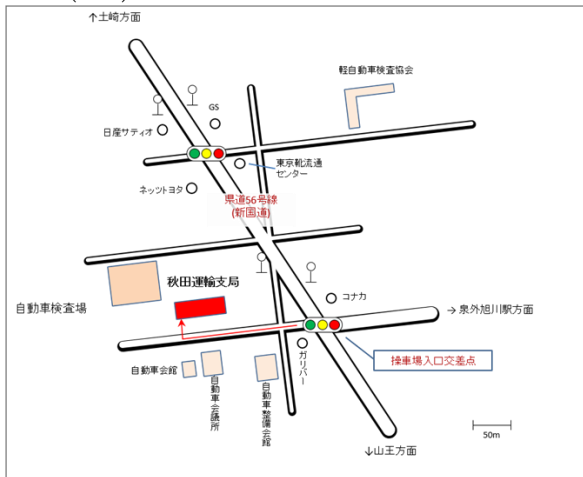 ↑土崎方面
軽自動車検査協会
GS
日産サティオ
東京靴流通
センター
ネッツトヨタ
県道56号線
(新国道)
秋田運輸支局
自動車検査場
コナカ
→ 泉外旭川駅方面
操車場入口交差点
ガリバー
自動車会館
自動車会議所
自動車整備会館
↓山王方面
50m